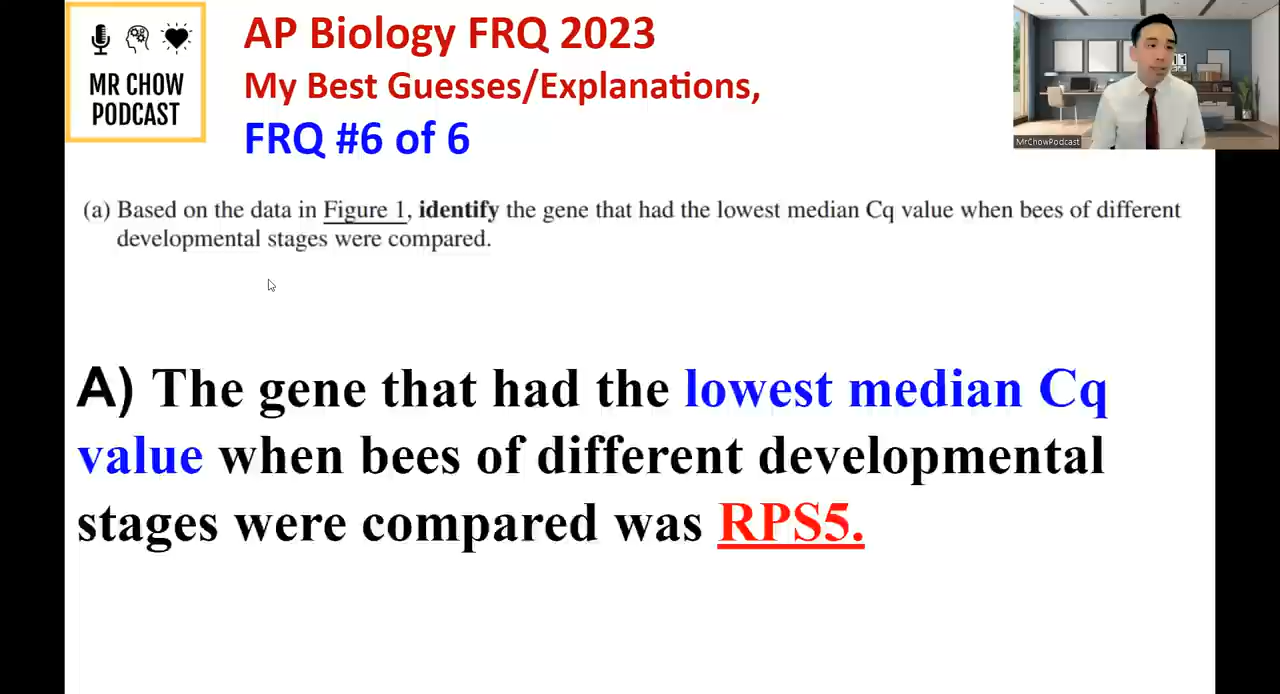 MR CHOW
PODCAST
AP Biology FRQ 2023
My Best Guesses/Explanations,
FRQ #6 of 6
MrChowPodcast
(a) Based on the data in Figure 1, identify the gene that had the lowest median Cq value when bees of different
developmental stages were compared.
A) The gene that had the lowest median Cq
value when bees of different developmental
stages were compared was RPS5.